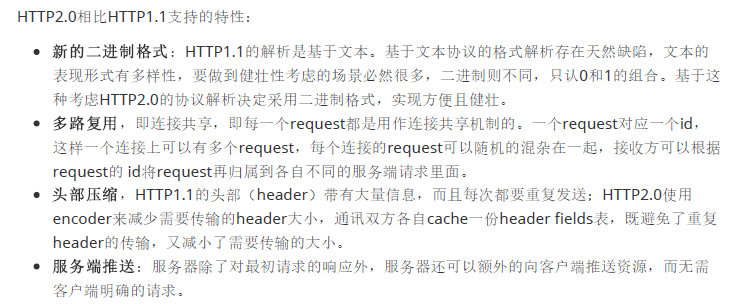 HTTP2.0相比HTTP1.1支持的特性：
新的二进制格式：HTTP1.1的解析是基于文本。基于文本协议的格式解析存在天然缺陷，文本的
表现形式有多样性，要做到健壮性考虑的场景必然很多，二进制则不同，只认0和1的组合。基于这
种考虑HTTP2.0的协议解析决定采用二进制格式，实现方便且健壮。
多路复用，即连接共享，即每一个request都是用作连接共享机制的。一个request对应一个id，
这样一个连接上可以有多个request，每个连接的request可以随机的混杂在一起，接收方可以根据
request的 id将request再归属到各自不同的服务端请求里面。
头部压缩，HTTP1.1的头部（header）带有大量信息，而且每次都要重复发送；HTTP2.0使用
encoder来减少需要传输的header大小，通讯双方各自cache一份header fields表，既避免了重复
header的传输，又减小了需要传输的大小。
服务端推送：服务器除了对最初请求的响应外，服务器还可以额外的向客户端推送资源，而无需
客户端明确的请求。